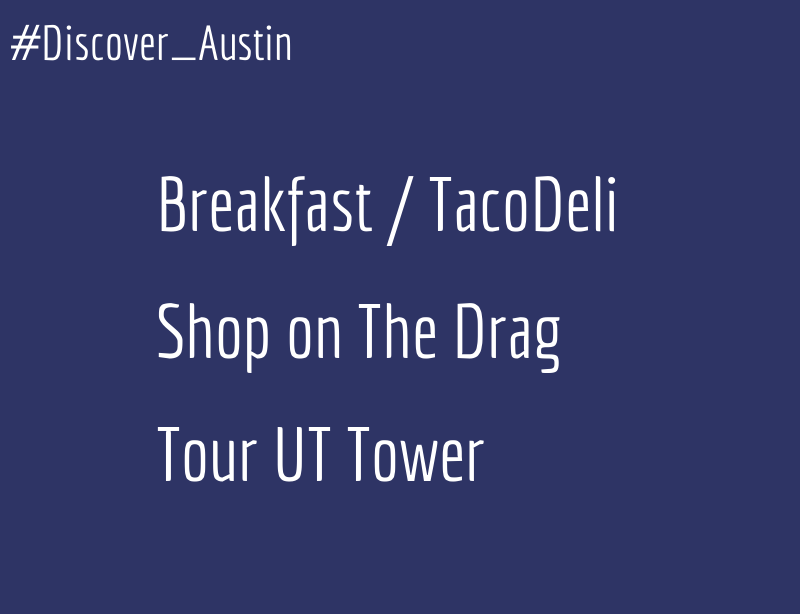 #Discover_Austin
Breakfast / TacoDeli
Shop on The Drag
Tour UT Tower